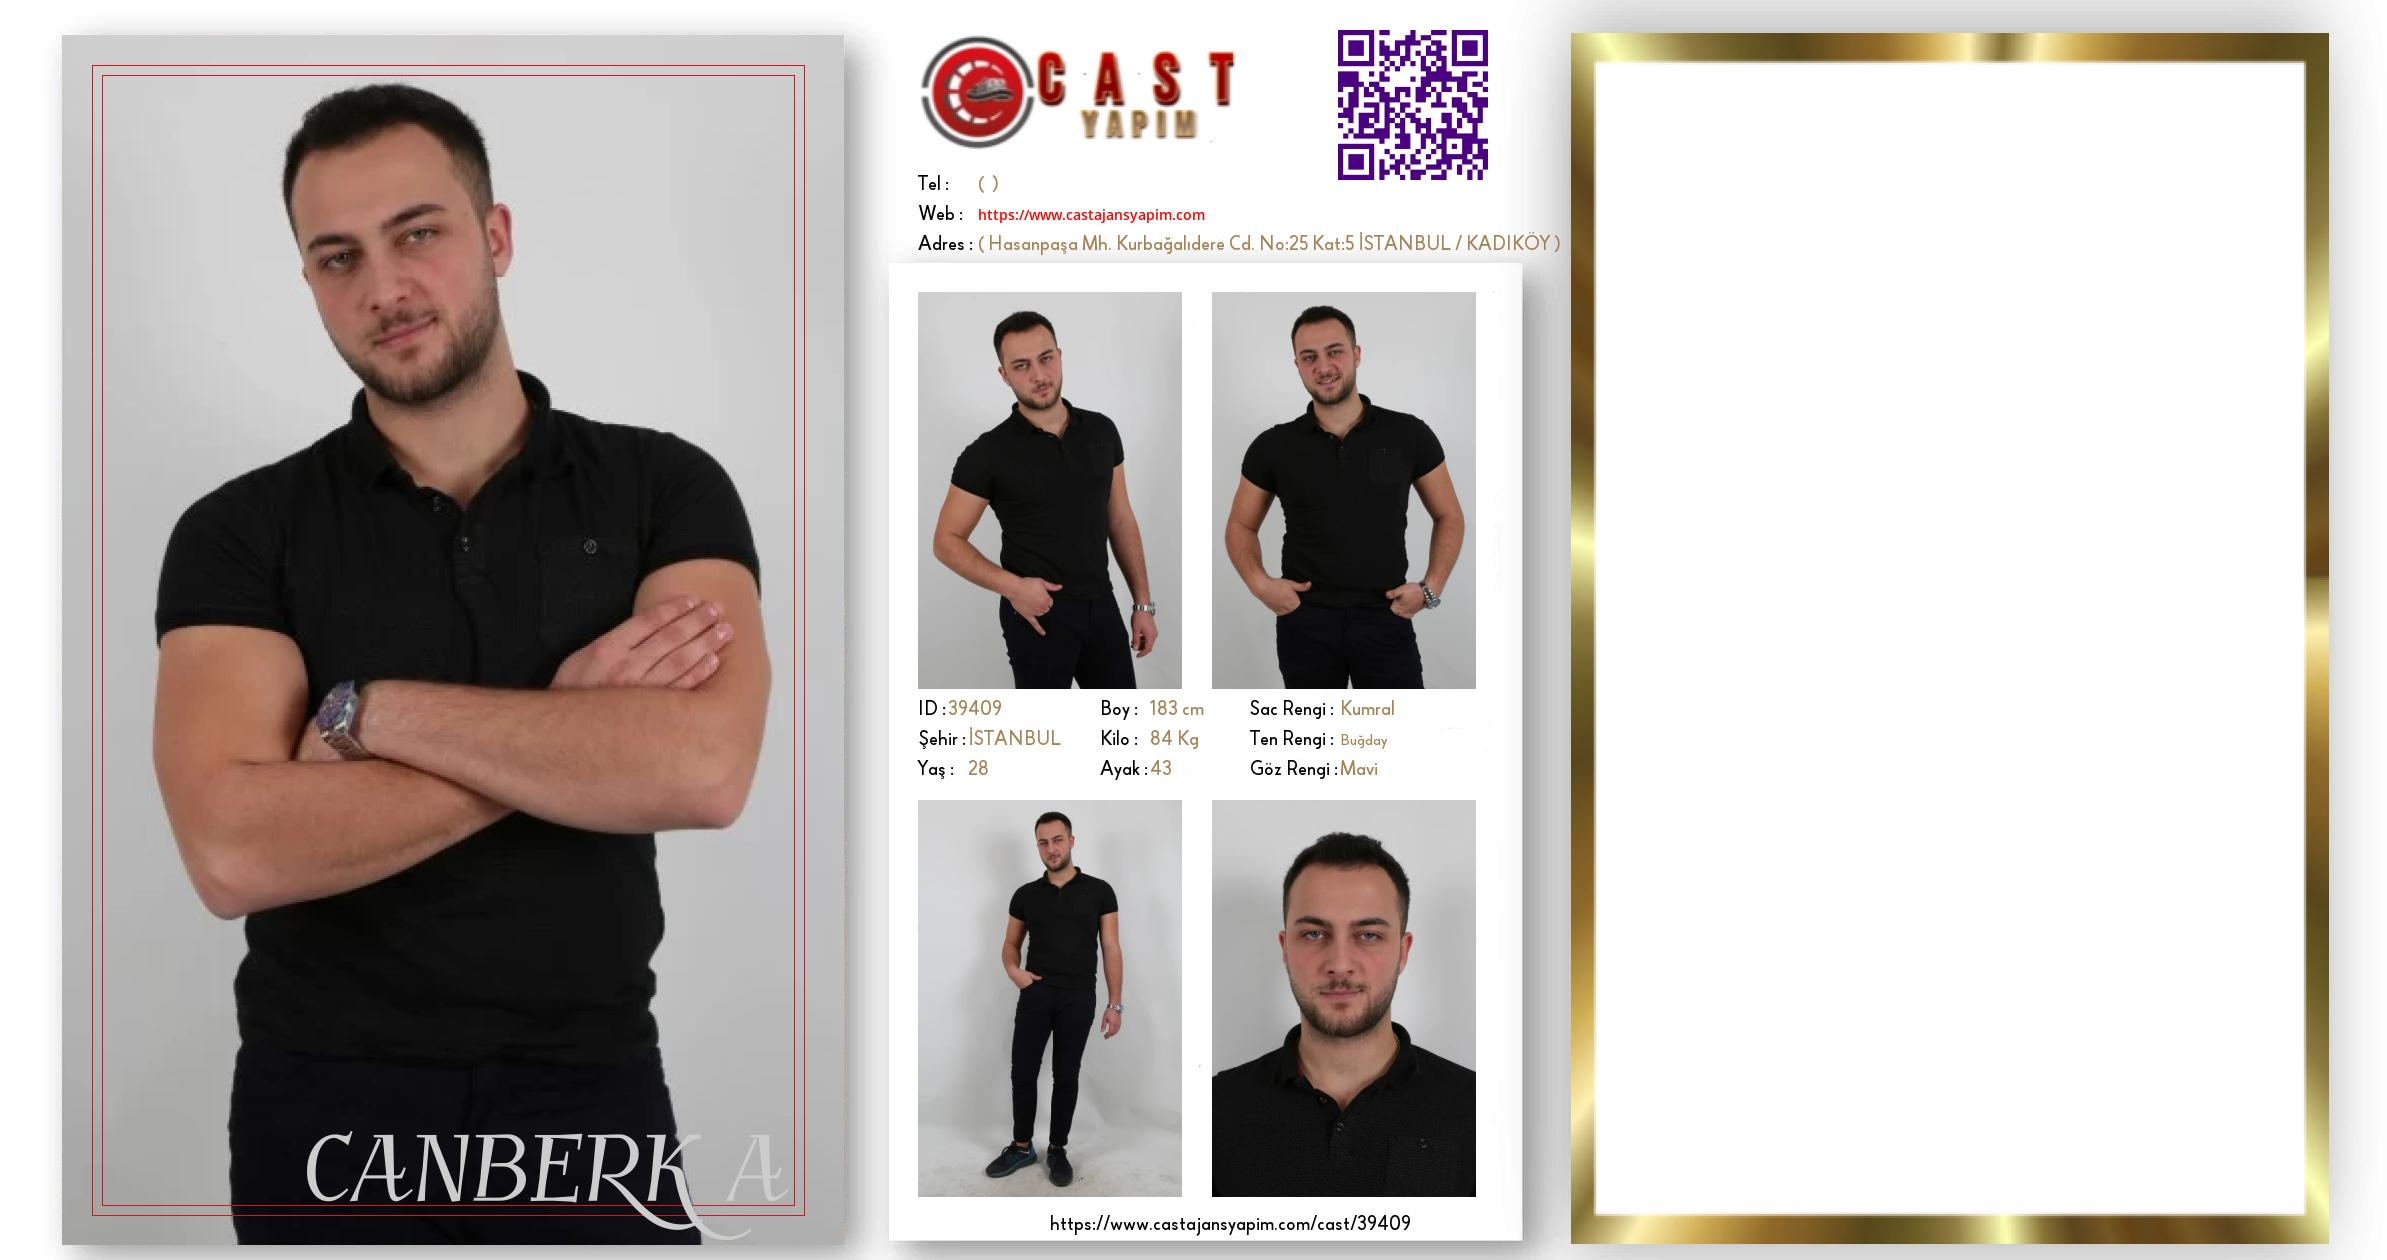 CANBERK A
CAST
YAPIM
Tel : ( )
Web : https://www.castajansyapim.com
Adres : ( Hasanpaşa Mh. Kurbağalıdere Cd. No:25 Kat:5 İSTANBUL / KADIKÖY )
ID : 39409 Boy : 183 cm Sac Rengi : Kumral
Şehir : İSTANBUL Kilo : 84 Kg Ten Rengi : Buğday
Yaş : 28 Ayak : 43 Göz Rengi : Mavi
https://www.castajansyapim.com/cast/39409